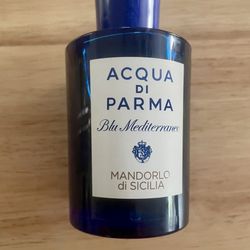 ACQUA
DI
PARMA
Blu Mediterraneo
MANDORLO
di SICILIA